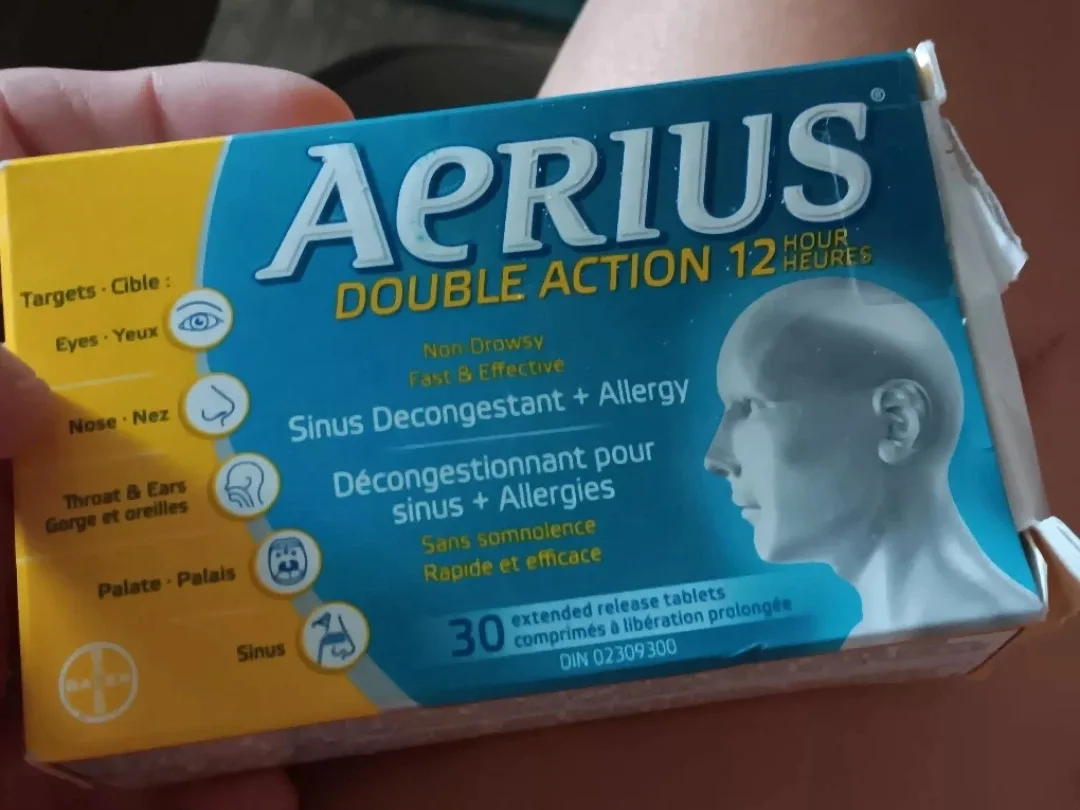 AeRIUS®
DOUBLE ACTION 12 HOUR
HEURES
Targets · Cible :
Eyes · Yeux
Nose · Nez
Throat & Ears
Gorge et oreilles
Palate · Palais
Sinus
Non Drowsy
Fast & Effective
Sinus Decongestant + Allergy
Décongestionnant pour
sinus + Allergies
Sans somnolence
Rapide et efficace
30 extended release tablets
comprimés à libération prolongée
DIN 02309300
BAYER